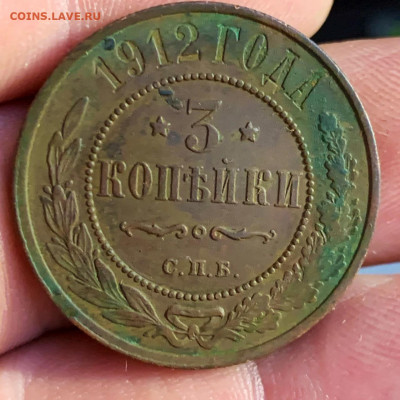 COINS.LAVE.RU
1912 ГОДА
3
КОПѢЙКИ
С.П.Б.